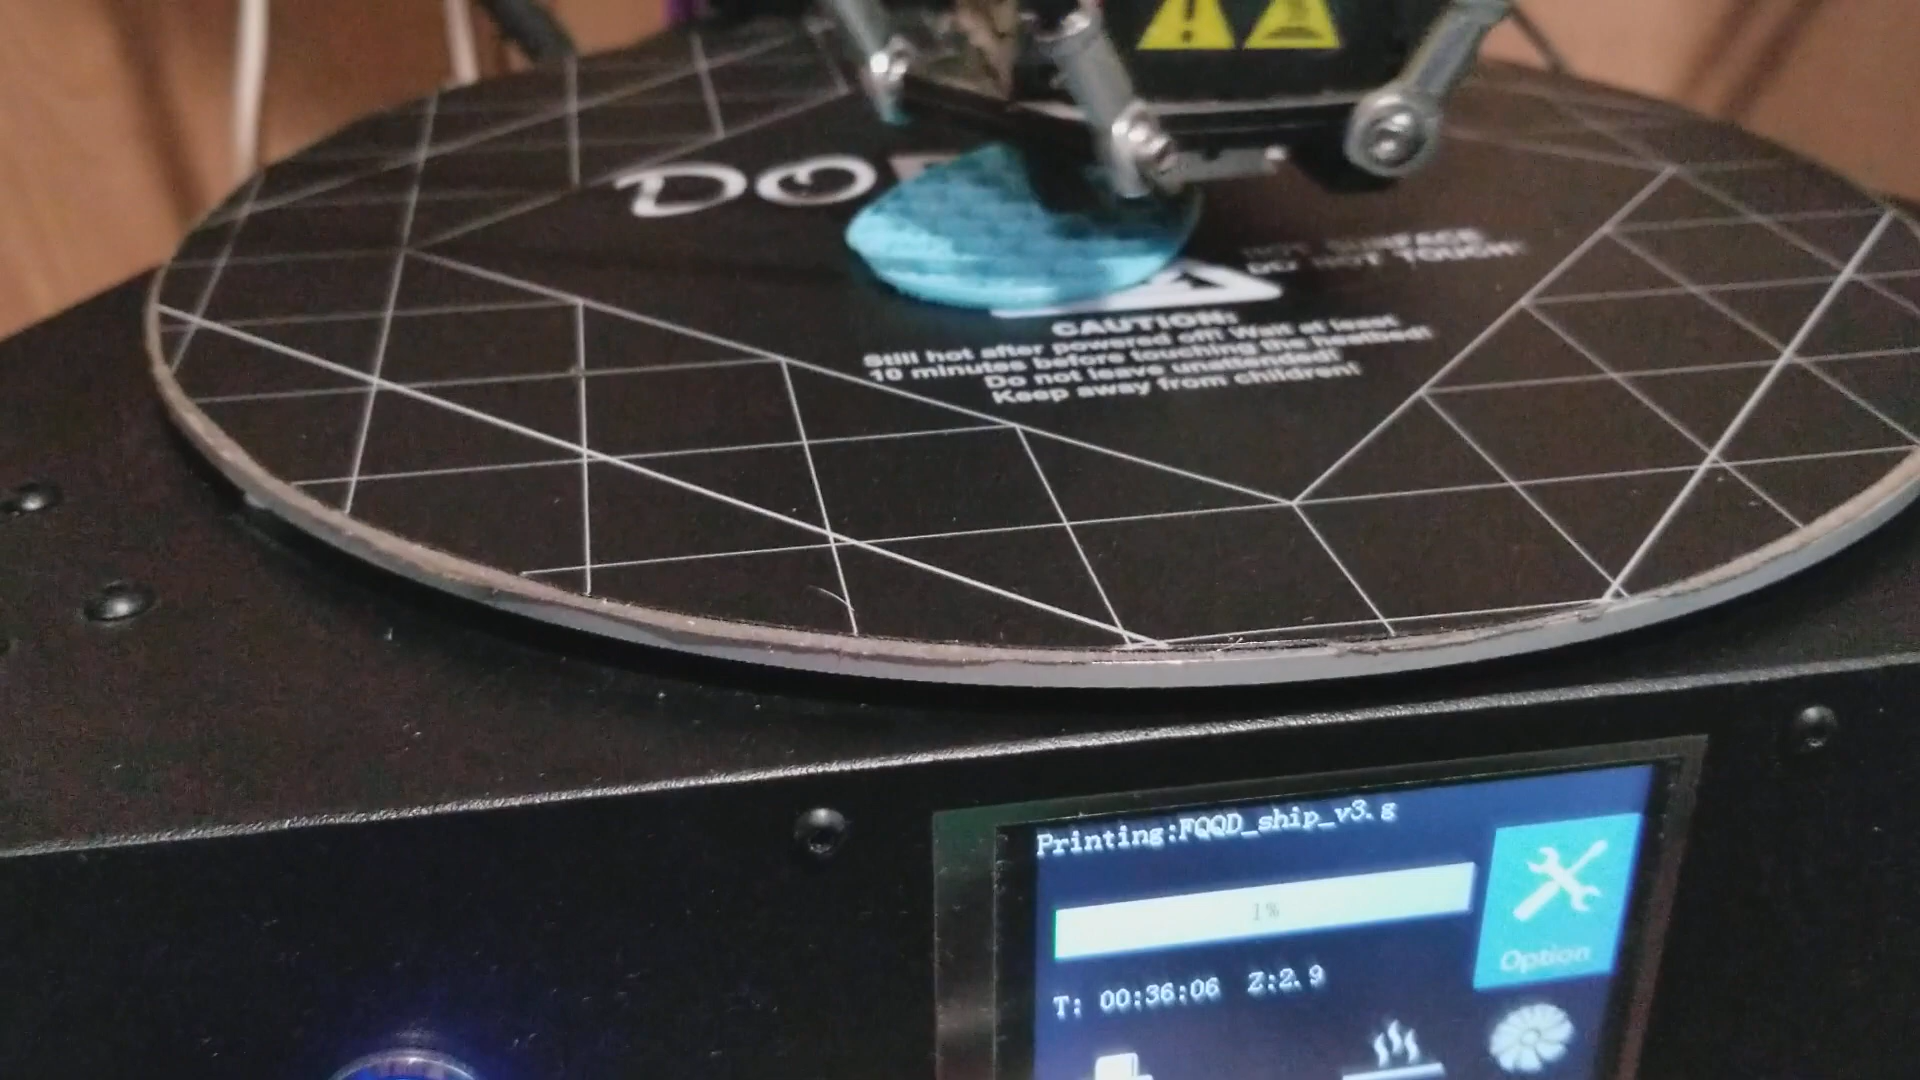 DO
HOT SURFACE
DO NOT TOUCH
CAUTION:
Still hot after powered off! Wait at least
10 minutes before touching the heatbed!
Do not leave unattended!
Keep away from children!
Printing:FQQD_ship_v3.g
1%
Option
T: 00:36:06 Z:2.9